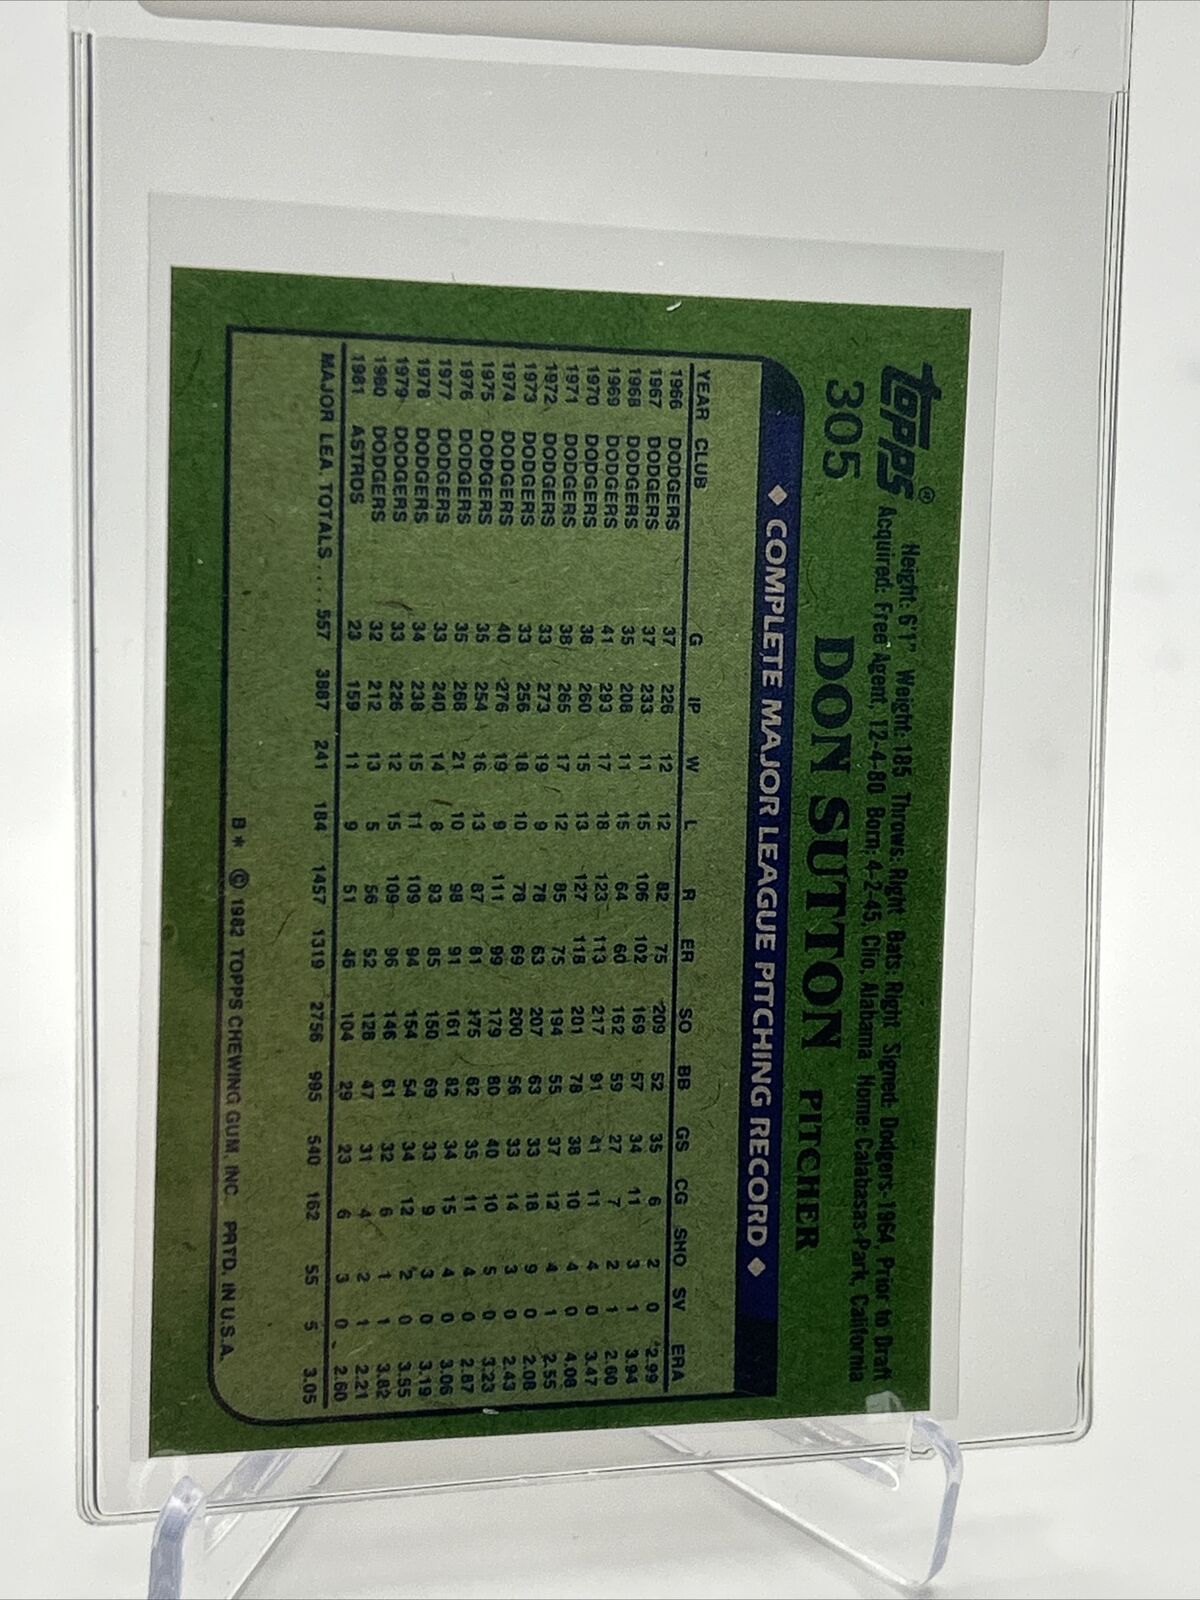 topps® Height: 6'1" Weight: 185 Throws: Right Bats: Right Signed: Dodgers-1964, Prior to Draft
305 Acquired: Free Agent, 12-4-80 Born: 4-2-45, Clio, Alabama Home: Calabasas Park, California
DON SUTTON PITCHER
◆ COMPLETE MAJOR LEAGUE PITCHING RECORD ◆
YEAR CLUB G IP W L R ER SO BB GS CG SHO SV ERA
1966 DODGERS 37 226 12 12 82 75 209 52 35 6 2 0 2.99
1967 DODGERS 37 233 11 15 106 102 169 57 34 11 3 1 3.94
1968 DODGERS 35 208 11 15 64 60 162 59 27 7 2 1 2.60
1969 DODGERS 41 293 17 18 123 113 217 91 41 11 4 0 3.47
1970 DODGERS 38 260 15 13 127 118 201 78 38 10 4 0 4.08
1971 DODGERS 38 265 17 12 85 75 194 55 37 12 4 1 2.55
1972 DODGERS 33 273 19 9 78 63 207 63 33 18 9 0 2.08
1973 DODGERS 33 256 18 10 78 69 200 56 33 14 3 0 2.43
1974 DODGERS 40 276 19 9 111 99 179 80 40 10 5 0 3.23
1975 DODGERS 35 254 16 13 87 81 175 62 35 11 4 0 2.87
1976 DODGERS 35 268 21 10 98 91 161 82 34 15 4 0 3.06
1977 DODGERS 33 240 14 8 93 85 150 69 33 9 3 0 3.19
1978 DODGERS 34 238 15 11 109 94 154 54 34 12 2 0 3.55
1979 DODGERS 33 226 12 15 109 96 146 61 32 6 1 1 3.82
1980 DODGERS 32 212 13 5 56 52 128 47 31 4 2 1 2.21
1981 ASTROS 23 159 11 9 51 46 104 29 23 6 3 0 2.60
MAJOR LEA. TOTALS.... 557 3887 241 184 1457 1319 2756 995 540 162 55 5 3.05
B* © 1982 TOPPS CHEWING GUM, INC. PRTD. IN U.S.A.